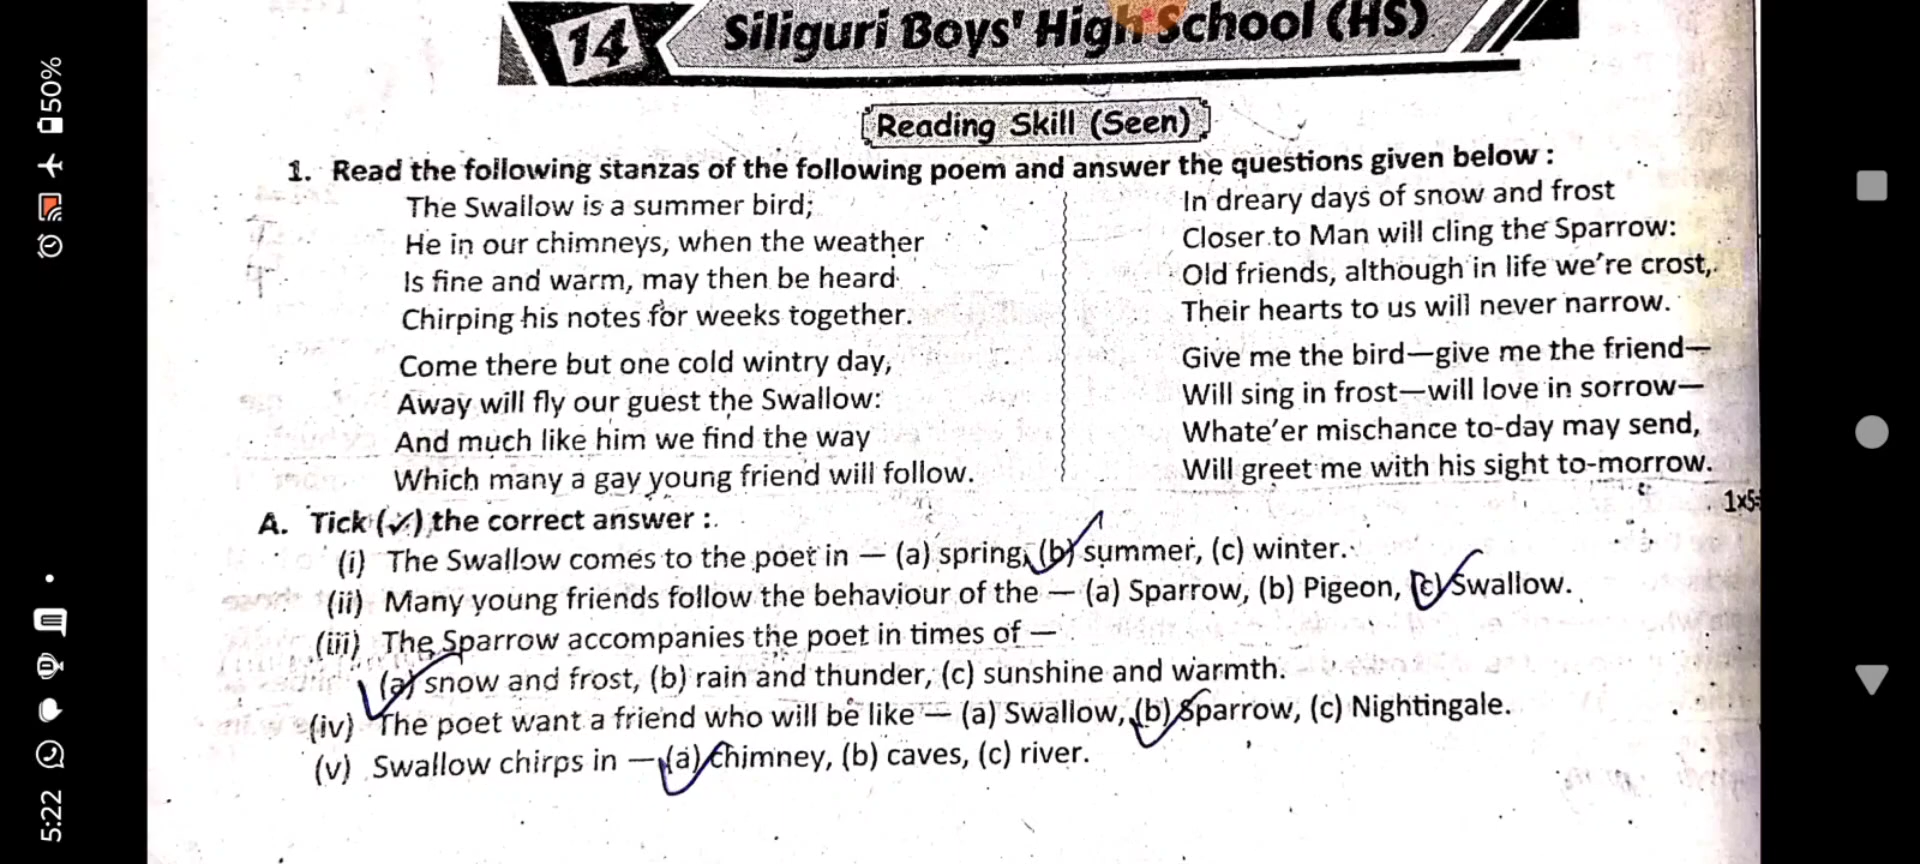 14 Siliguri Boys' High School (HS)
Reading Skill (Seen)
1. Read the following stanzas of the following poem and answer the questions given below :
The Swallow is a summer bird;
He in our chimneys, when the weather
Is fine and warm, may then be heard
Chirping his notes for weeks together.
Come there but one cold wintry day,
Away will fly our guest the Swallow:
And much like him we find the way
Which many a gay young friend will follow.
In dreary days of snow and frost
Closer to Man will cling the Sparrow:
Old friends, although in life we're crost,
Their hearts to us will never narrow.
Give me the bird—give me the friend—
Will sing in frost—will love in sorrow—
Whate'er mischance to-day may send,
Will greet me with his sight to-morrow.
1x5=
A. Tick (✓) the correct answer :
(i) The Swallow comes to the poet in — (a) spring, (b) summer, (c) winter.
(ii) Many young friends follow the behaviour of the — (a) Sparrow, (b) Pigeon, (c) Swallow.
(iii) The Sparrow accompanies the poet in times of —
(a) snow and frost, (b) rain and thunder, (c) sunshine and warmth.
(iv) The poet want a friend who will be like — (a) Swallow, (b) Sparrow, (c) Nightingale.
(v) Swallow chirps in — (a) chimney, (b) caves, (c) river.
5:22
50%